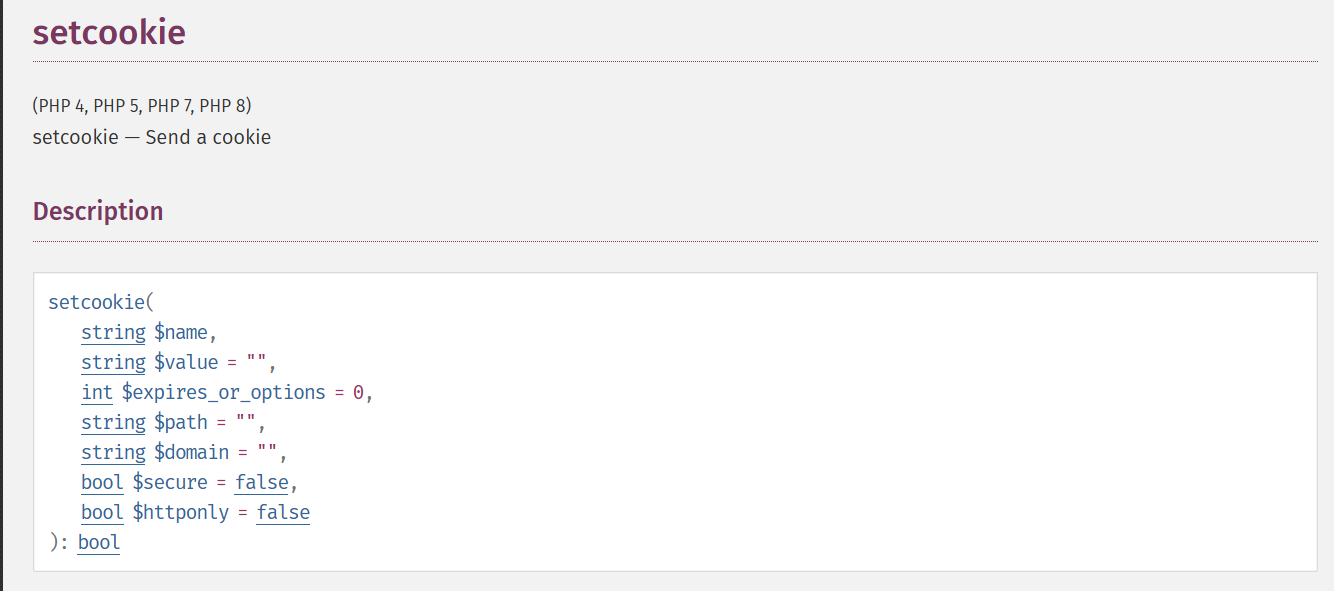 setcookie
(PHP 4, PHP 5, PHP 7, PHP 8)
setcookie — Send a cookie
Description
setcookie(
string $name,
string $value = "",
int $expires_or_options = 0,
string $path = "",
string $domain = "",
bool $secure = false,
bool $httponly = false
): bool